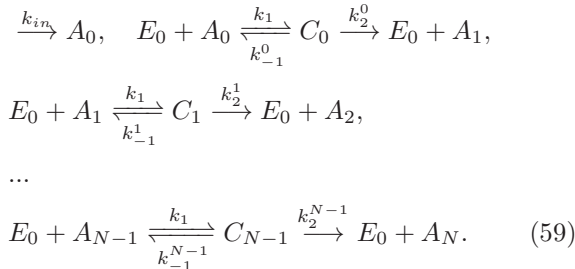 $\xrightarrow{k_{in}} A_0, \quad E_0 + A_0 \underset{k_{-1}^0}{\overset{k_1}{\rightleftharpoons}} C_0 \xrightarrow{k_2^0} E_0 + A_1,$
$E_0 + A_1 \underset{k_{-1}^1}{\overset{k_1}{\rightleftharpoons}} C_1 \xrightarrow{k_2^1} E_0 + A_2,$
...
$E_0 + A_{N-1} \underset{k_{-1}^{N-1}}{\overset{k_1}{\rightleftharpoons}} C_{N-1} \xrightarrow{k_2^{N-1}} E_0 + A_N. \quad (59)$